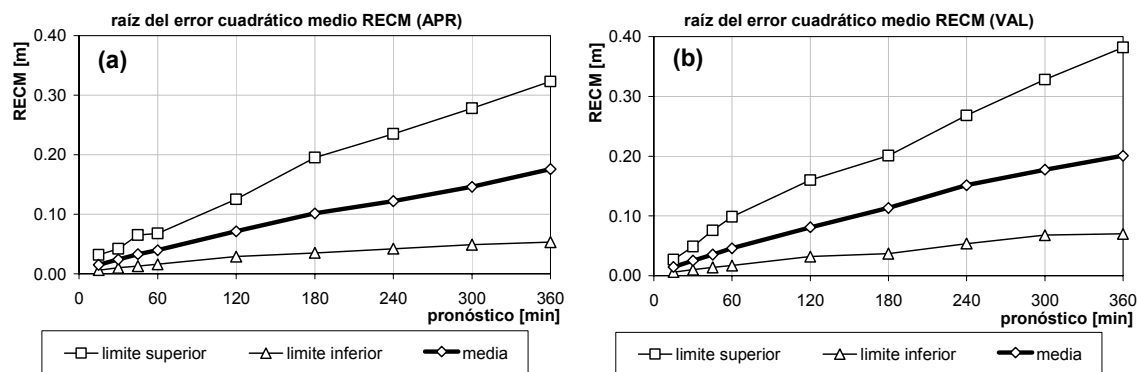 raíz del error cuadrático medio RECM (APR)
RECM [m]
(a)
0.40
0.30
0.20
0.10
0.00
0 60 120 180 240 300 360
pronóstico [min]
limite superior limite inferior media
raíz del error cuadrático medio RECM (VAL)
RECM [m]
(b)
0.40
0.30
0.20
0.10
0.00
0 60 120 180 240 300 360
pronóstico [min]
limite superior limite inferior media